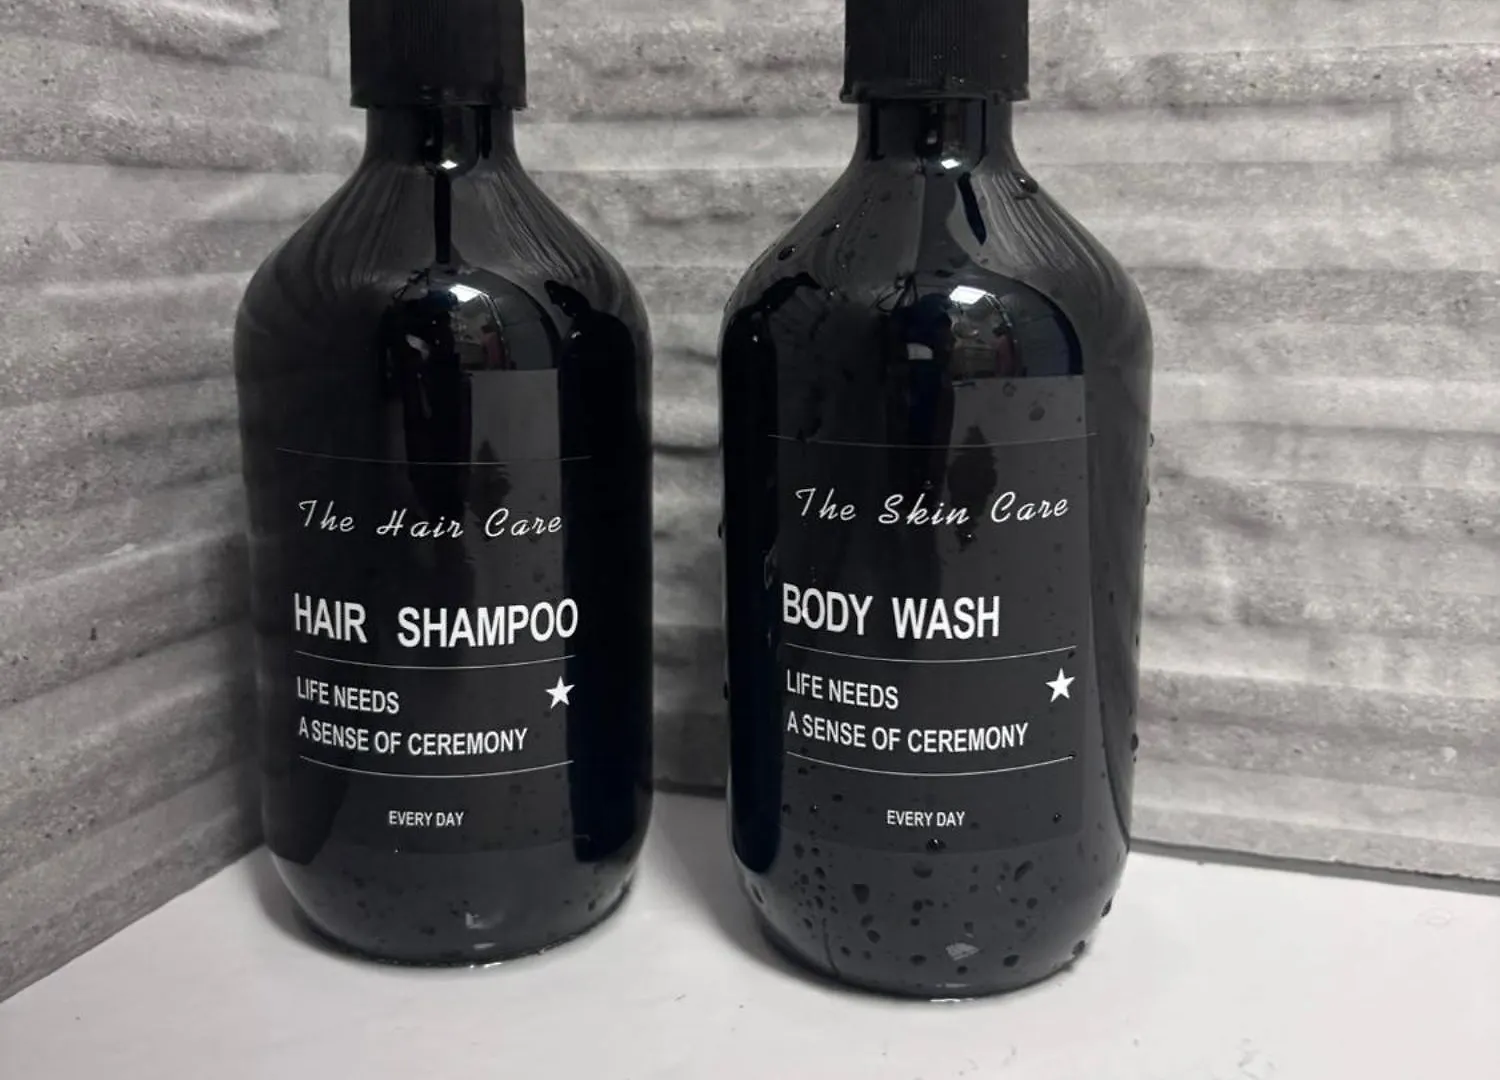 The Hair Care
HAIR SHAMPOO
LIFE NEEDS
A SENSE OF CEREMONY
EVERY DAY
The Skin Care
BODY WASH
LIFE NEEDS
A SENSE OF CEREMONY
EVERY DAY